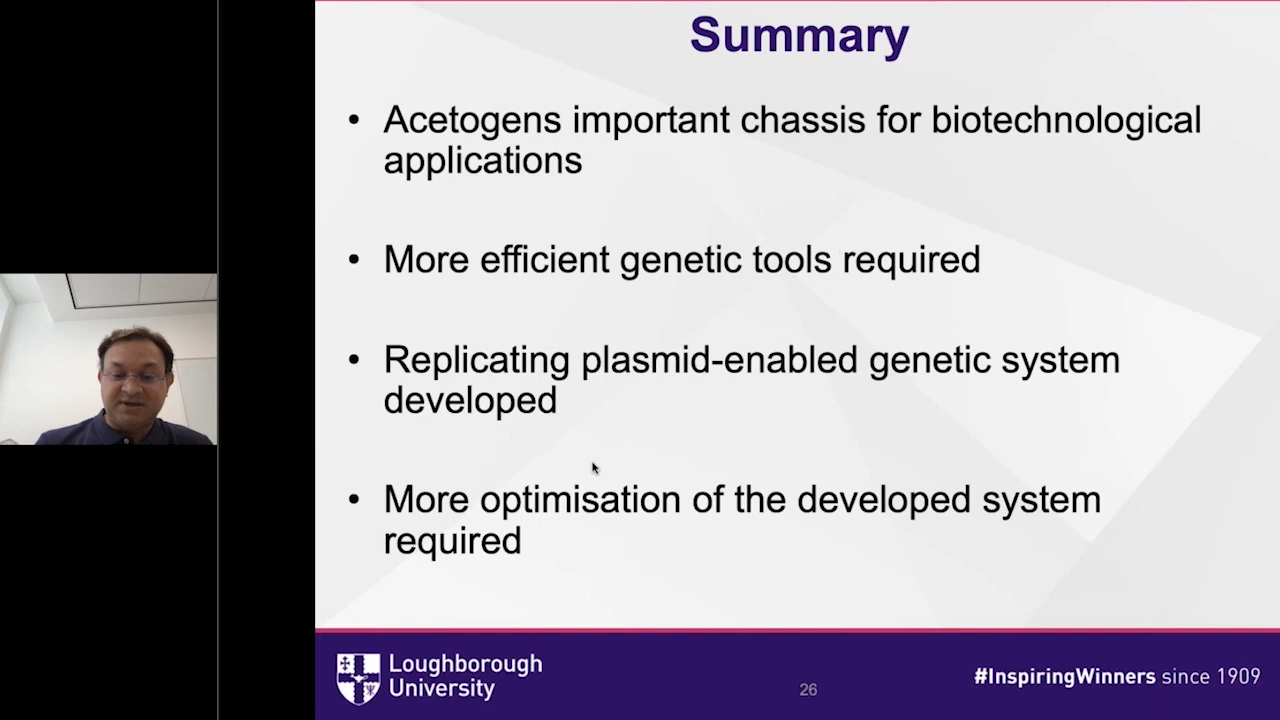 Summary
• Acetogens important chassis for biotechnological
applications
• More efficient genetic tools required
• Replicating plasmid-enabled genetic system
developed
• More optimisation of the developed system
required
Loughborough
University
26
#InspiringWinners since 1909